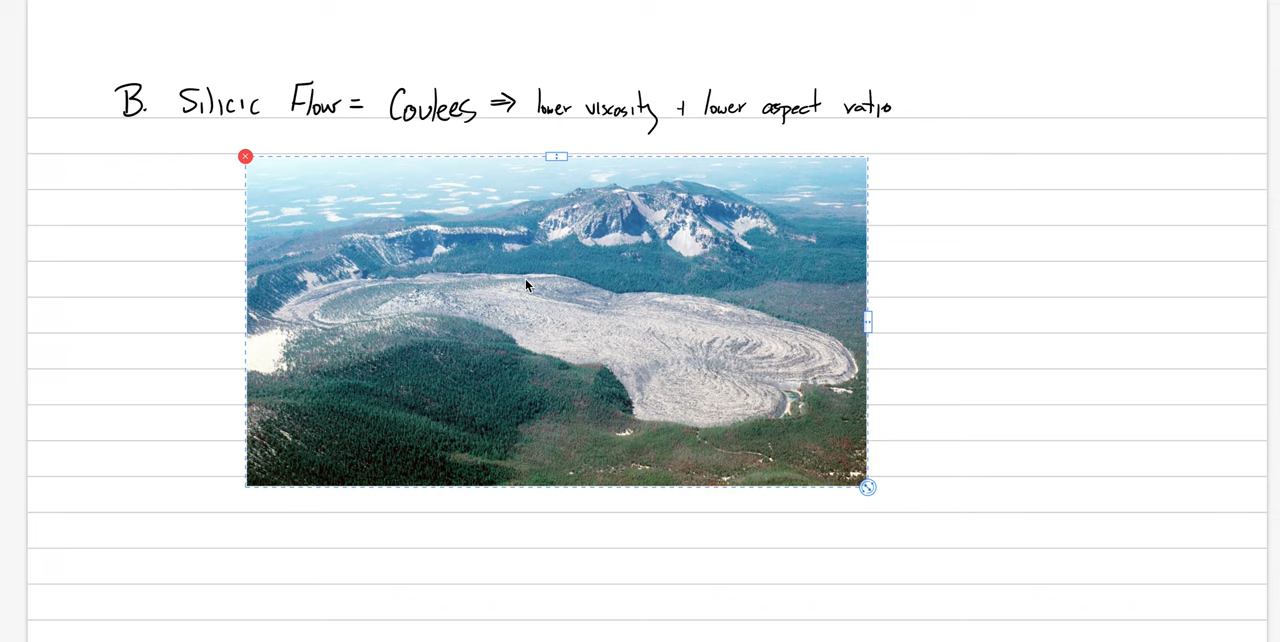 B. Silicic Flow = Coulees ⇒ lower viscosity + lower aspect ratio